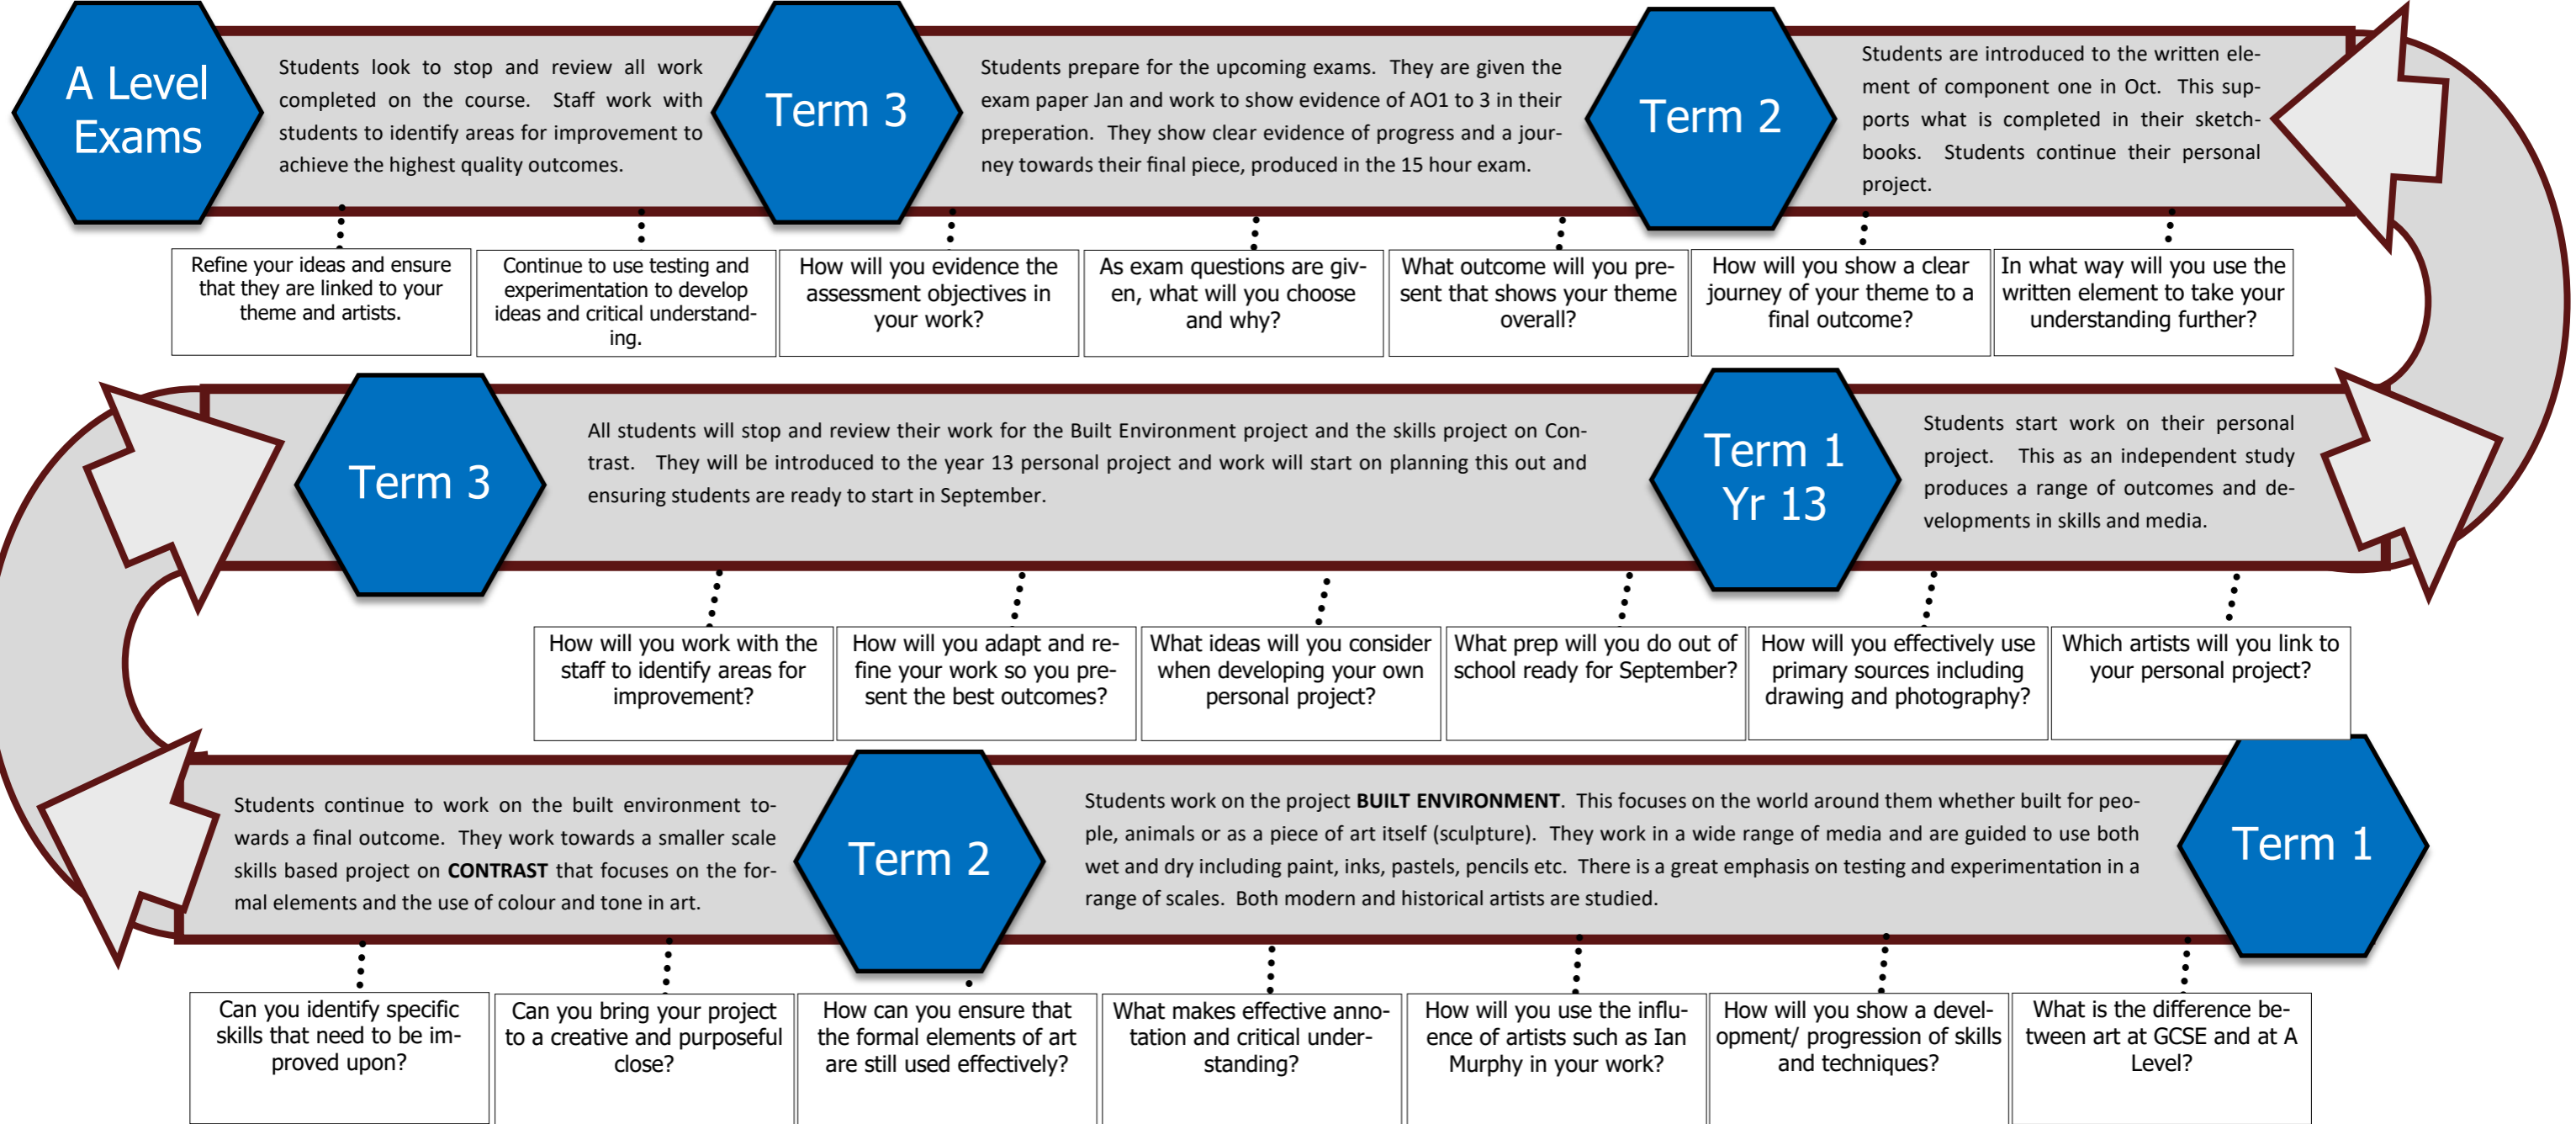 A Level
Exams
Students look to stop and review all work
completed on the course. Staff work with
students to identify areas for improvement to
achieve the highest quality outcomes.
Term 3
Students prepare for the upcoming exams. They are given the
exam paper Jan and work to show evidence of AO1 to 3 in their
preperation. They show clear evidence of progress and a jour-
ney towards their final piece, produced in the 15 hour exam.
Term 2
Students are introduced to the written ele-
ment of component one in Oct. This sup-
ports what is completed in their sketch-
books. Students continue their personal
project.
Refine your ideas and ensure
that they are linked to your
theme and artists.
Continue to use testing and
experimentation to develop
ideas and critical understand-
ing.
How will you evidence the
assessment objectives in
your work?
As exam questions are giv-
en, what will you choose
and why?
What outcome will you pre-
sent that shows your theme
overall?
How will you show a clear
journey of your theme to a
final outcome?
In what way will you use the
written element to take your
understanding further?
Term 3
All students will stop and review their work for the Built Environment project and the skills project on Con-
trast. They will be introduced to the year 13 personal project and work will start on planning this out and
ensuring students are ready to start in September.
Term 1
Yr 13
Students start work on their personal
project. This as an independent study
produces a range of outcomes and de-
velopments in skills and media.
How will you work with the
staff to identify areas for
improvement?
How will you adapt and re-
fine your work so you pre-
sent the best outcomes?
What ideas will you consider
when developing your own
personal project?
What prep will you do out of
school ready for September?
How will you effectively use
primary sources including
drawing and photography?
Which artists will you link to
your personal project?
Students continue to work on the built environment to-
wards a final outcome. They work towards a smaller scale
skills based project on CONTRAST that focuses on the for-
mal elements and the use of colour and tone in art.
Term 2
Students work on the project BUILT ENVIRONMENT. This focuses on the world around them whether built for peo-
ple, animals or as a piece of art itself (sculpture). They work in a wide range of media and are guided to use both
wet and dry including paint, inks, pastels, pencils etc. There is a great emphasis on testing and experimentation in a
range of scales. Both modern and historical artists are studied.
Term 1
Can you identify specific
skills that need to be im-
proved upon?
Can you bring your project
to a creative and purposeful
close?
How can you ensure that
the formal elements of art
are still used effectively?
What makes effective anno-
tation and critical under-
standing?
How will you use the influ-
ence of artists such as Ian
Murphy in your work?
How will you show a devel-
opment/ progression of skills
and techniques?
What is the difference be-
tween art at GCSE and at A
Level?